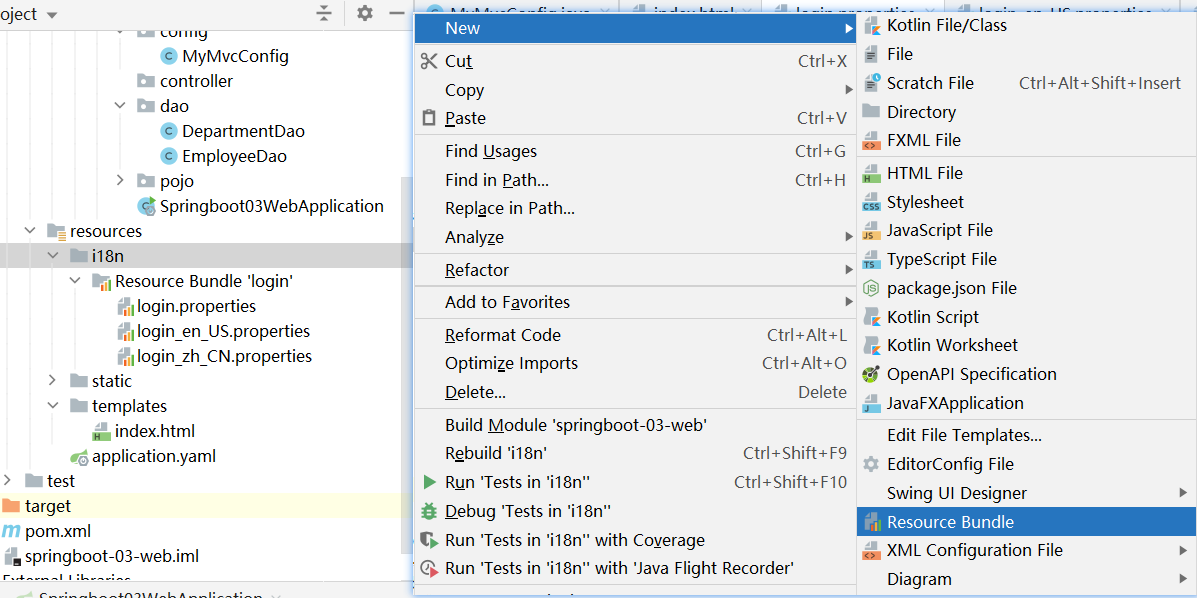 oject
config
MyMvcConfig
controller
dao
DepartmentDao
EmployeeDao
pojo
Springboot03WebApplication
resources
i18n
Resource Bundle 'login'
login.properties
login_en_US.properties
login_zh_CN.properties
static
templates
index.html
application.yaml
test
target
pom.xml
springboot-03-web.iml
External Libraries
Springboot03WebApplication
MyMvcConfig.java
index.html
login.properties
login_en_US.properties
New
Cut Ctrl+X
Copy
Paste Ctrl+V
Find Usages Ctrl+G
Find in Path... Ctrl+H
Replace in Path...
Analyze
Refactor
Add to Favorites
Reformat Code Ctrl+Alt+L
Optimize Imports Ctrl+Alt+O
Delete... Delete
Build Module 'springboot-03-web'
Rebuild 'i18n' Ctrl+Shift+F9
Run 'Tests in 'i18n'' Ctrl+Shift+F10
Debug 'Tests in 'i18n''
Run 'Tests in 'i18n'' with Coverage
Run 'Tests in 'i18n'' with 'Java Flight Recorder'
Kotlin File/Class
File
Scratch File Ctrl+Alt+Shift+Insert
Directory
FXML File
HTML File
Stylesheet
JavaScript File
TypeScript File
package.json File
Kotlin Script
Kotlin Worksheet
OpenAPI Specification
JavaFXApplication
Edit File Templates...
EditorConfig File
Swing UI Designer
Resource Bundle
XML Configuration File
Diagram